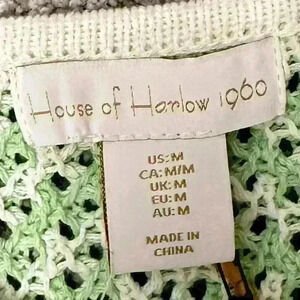 House of Harlow 1960
US: M
CA: M/M
UK: M
EU: M
AU: M
MADE IN
CHINA